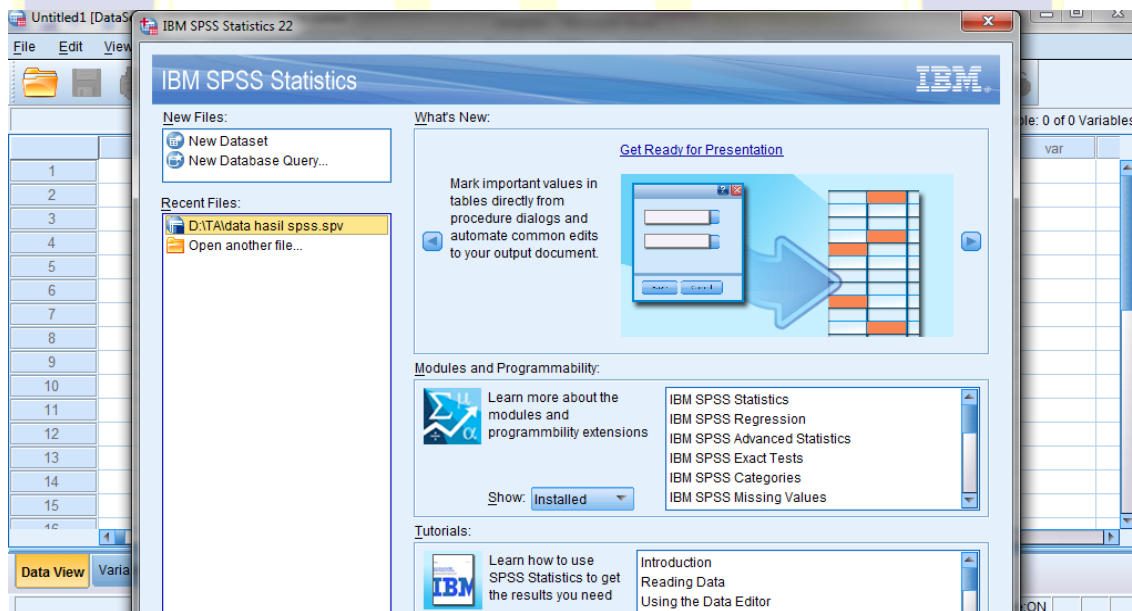 Untitled1 [DataS
IBM SPSS Statistics 22
File Edit View
IBM SPSS Statistics
IBM
New Files:
New Dataset
New Database Query...
Recent Files:
D:\TA\data hasil spss.spv
Open another file...
What's New:
Get Ready for Presentation
Mark important values in
tables directly from
procedure dialogs and
automate common edits
to your output document.
Modules and Programmability:
Learn more about the
modules and
programmbility extensions
Show: Installed
IBM SPSS Statistics
IBM SPSS Regression
IBM SPSS Advanced Statistics
IBM SPSS Exact Tests
IBM SPSS Categories
IBM SPSS Missing Values
Tutorials:
IBM
Learn how to use
SPSS Statistics to get
the results you need
Introduction
Reading Data
Using the Data Editor
ble: 0 of 0 Variables
var
1
2
3
4
5
6
7
8
9
10
11
12
13
14
15
16
Data View Varia
:ON